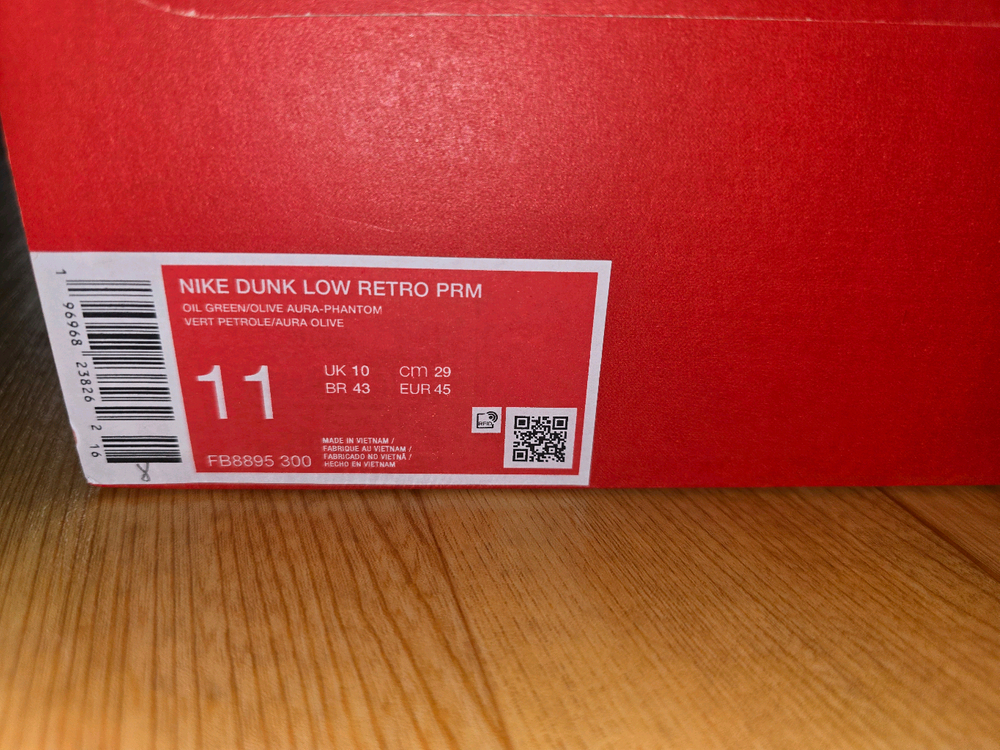 NIKE DUNK LOW RETRO PRM
OIL GREEN/OLIVE AURA-PHANTOM
VERT PETROLE/AURA OLIVE
11
UK 10 cm 29
BR 43 EUR 45
RFID
FB8895 300
MADE IN VIETNAM /
FABRIQUE AU VIETNAM /
FABRICADO NO VIETNÃ /
HECHO EN VIETNAM
1 96968 23826 2 16